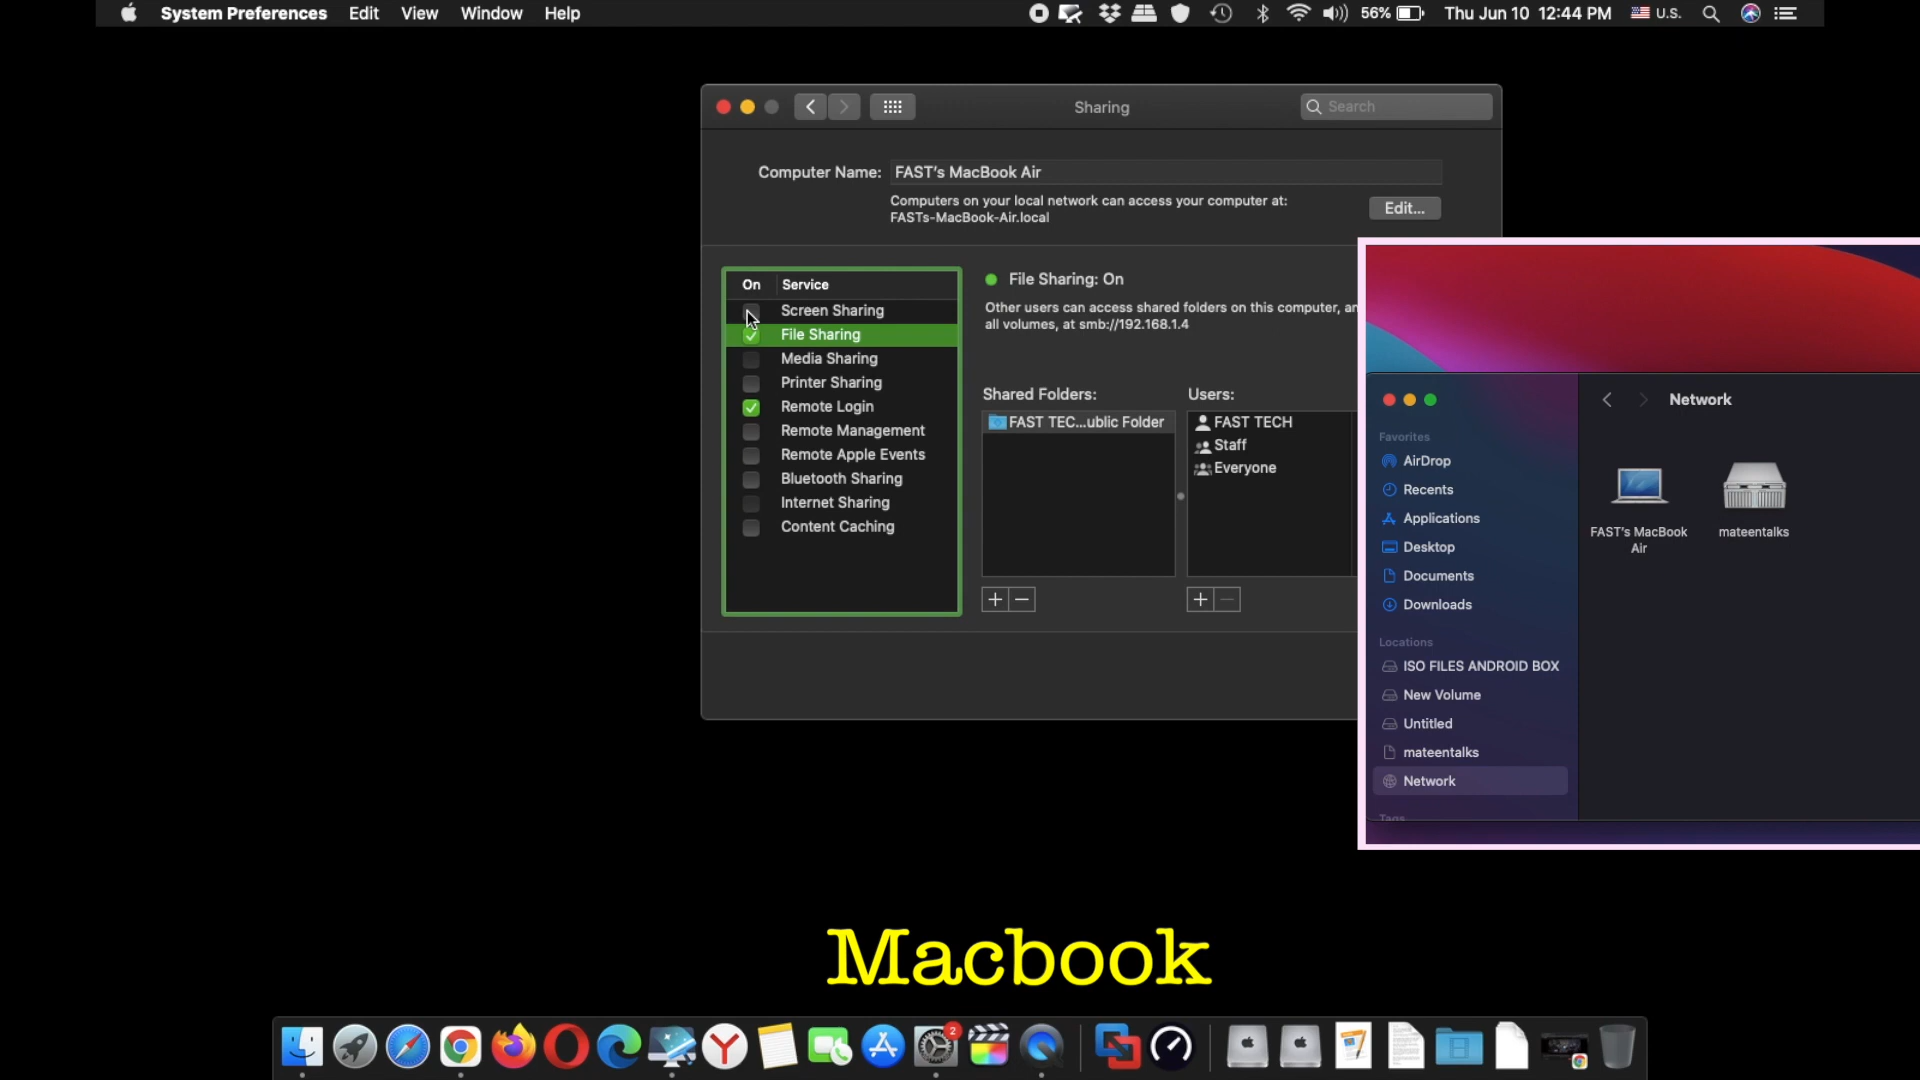 System Preferences Edit View Window Help
56% Thu Jun 10 12:44 PM U.S.
Sharing
Search
Computer Name: FAST's MacBook Air
Computers on your local network can access your computer at:
FASTs-MacBook-Air.local
Edit...
On Service
Screen Sharing
File Sharing
Media Sharing
Printer Sharing
Remote Login
Remote Management
Remote Apple Events
Bluetooth Sharing
Internet Sharing
Content Caching
File Sharing: On
Other users can access shared folders on this computer, an
all volumes, at smb://192.168.1.4
Shared Folders:
FAST TEC...ublic Folder
Users:
FAST TECH
Staff
Everyone
Network
Favorites
AirDrop
Recents
Applications
Desktop
Documents
Downloads
Locations
ISO FILES ANDROID BOX
New Volume
Untitled
mateentalks
Network
Tags
FAST's MacBook
Air
mateentalks
Macbook
2